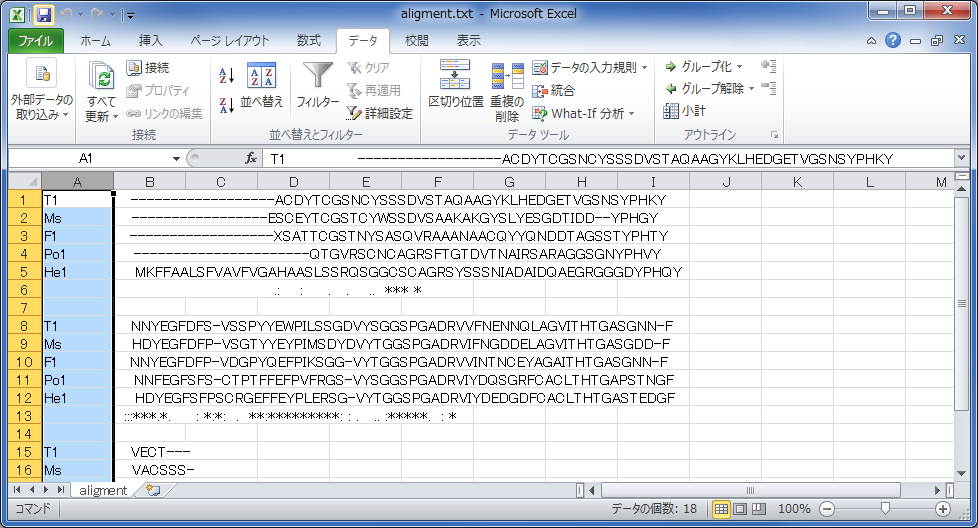 aligment.txt - Microsoft Excel
ファイル ホーム 挿入 ページ レイアウト 数式 データ 校閲 表示
外部データの取り込み すべて更新 接続 プロパティ リンクの編集 並べ替え フィルター クリア 再適用 詳細設定 区切り位置 重複の削除 データの入力規則 統合 What-If 分析 グループ化 グループ解除 小計
接続 並べ替えとフィルター データ ツール アウトライン
A1 fx T1 ------------------ACDYTCGSNCYSSSDVSTAQAAGYKLHEDGETVGSNSYPHKY
A B C D E F G H I J K L M
1 T1 ------------------ACDYTCGSNCYSSSDVSTAQAAGYKLHEDGETVGSNSYPHKY
2 Ms -----------------ESCEYTCGSTCYWSSDVSAAKAKGYSLYESGDTIDD--YPHGY
3 F1 ------------------XSATTCGSTNYSASQVRAAANAACQYYQNDDTAGSSTYPHTY
4 Po1 ----------------------QTGVRSCNCAGRSFTGTDVTNAIRSARAGGSGNYPHVY
5 He1 MKFFAALSFVAVFVGAHAASLSSRQSGGCSCAGRSYSSSNIADAIDQAEGRGGGDYPHQY
6 .: : . . .. *** *
7
8 T1 NNYEGFDFS-VSSPYYEWPILSSGDVYSGGSPGADRVVFNENNQLAGVITHTGASGNN-F
9 Ms HDYEGFDFP-VSGTYYEYPIMSDYDVYTGGSPGADRVIFNGDDELAGVITHTGASGDD-F
10 F1 NNYEGFDFP-VDGPYQEFPIKSGG-VYTGGSPGADRVVINTNCEYAGAITHTGASGNN-F
11 Po1 NNFEGFSFS-CTPTFFEFPVFRGS-VYSGGSPGADRVIYDQSGRFCACLTHTGAPSTNGF
12 He1 HDYEGFSFPSCRGEFFEYPLERSG-VYTGGSPGADRVIYDEDGDFCACLTHTGASTEDGF
13 :::***.*. : *:*: . **:**********: : . .. :*****. : *
14
15 T1 VECT---
16 Ms VACSSS-
aligment
コマンド データの個数: 18 100%